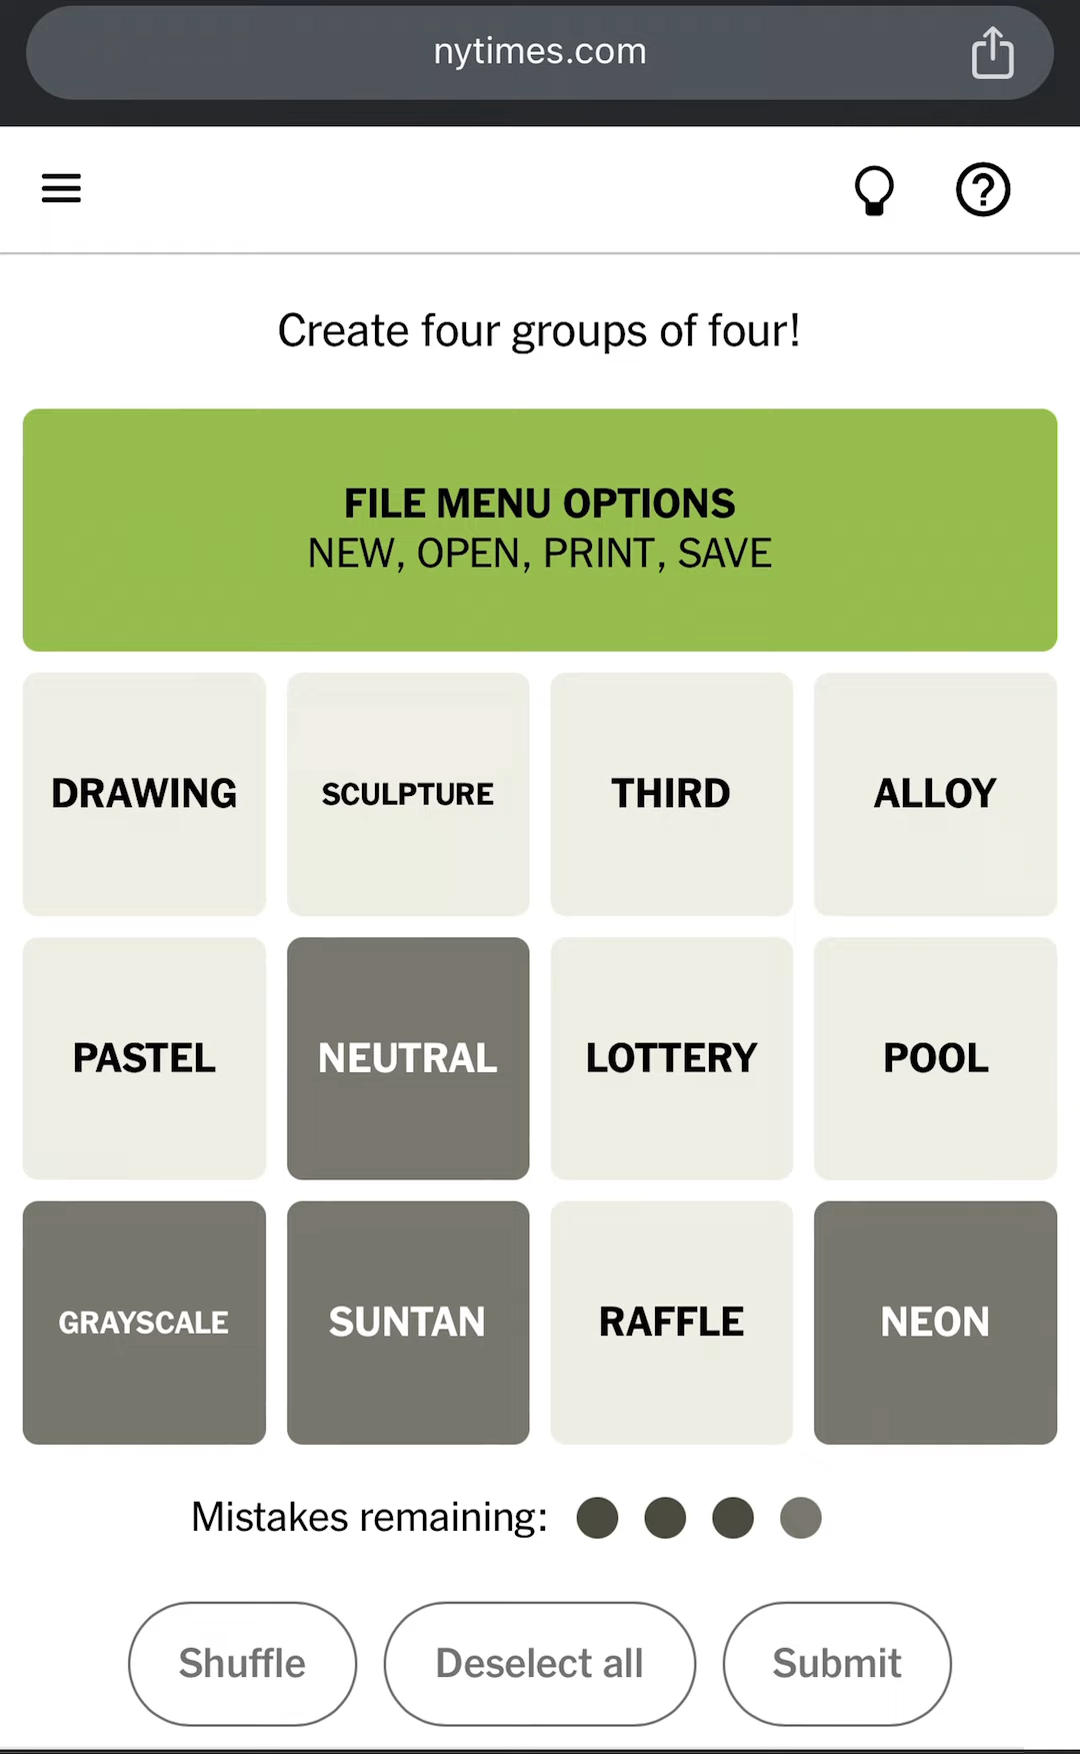 nytimes.com
Create four groups of four!
FILE MENU OPTIONS
NEW, OPEN, PRINT, SAVE
DRAWING SCULPTURE THIRD ALLOY
PASTEL NEUTRAL LOTTERY POOL
GRAYSCALE SUNTAN RAFFLE NEON
Mistakes remaining:
Shuffle Deselect all Submit